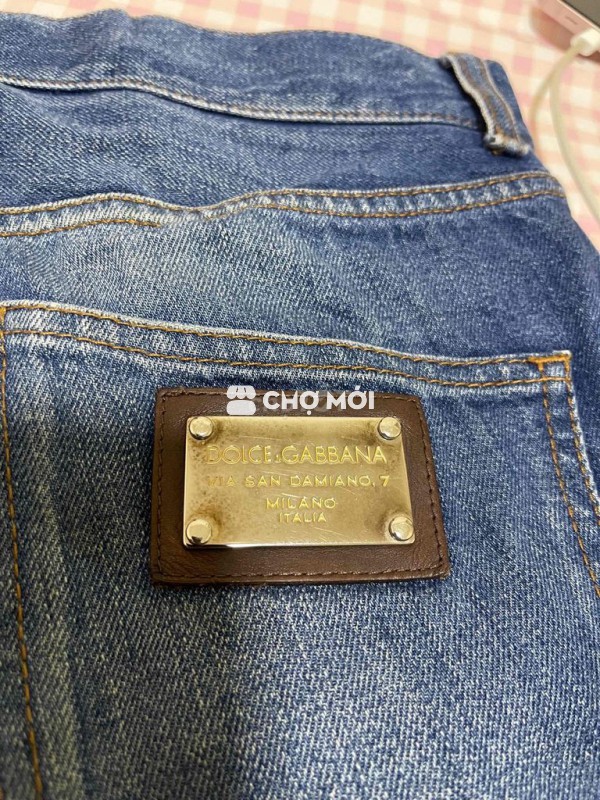 CHỢ MỚI
DOLCE & GABBANA
VIA SAN DAMIANO, 7
MILANO
ITALIA